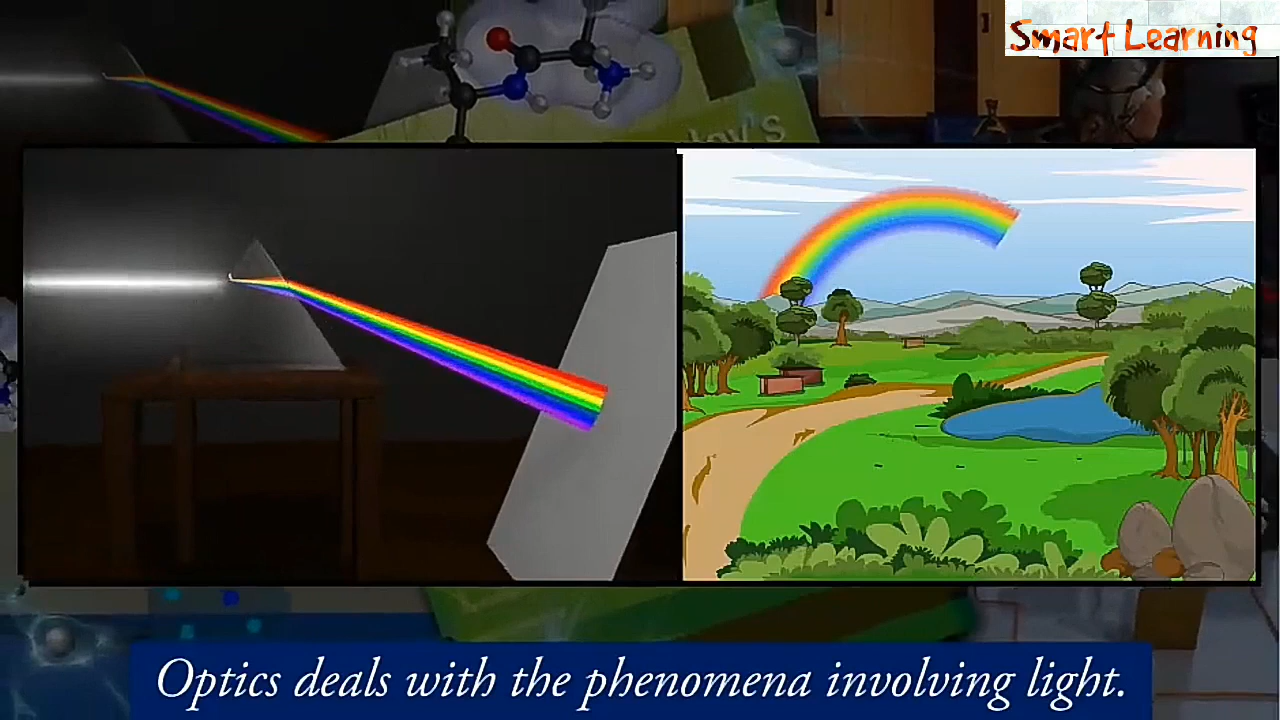 Smart Learning
Optics deals with the phenomena involving light.